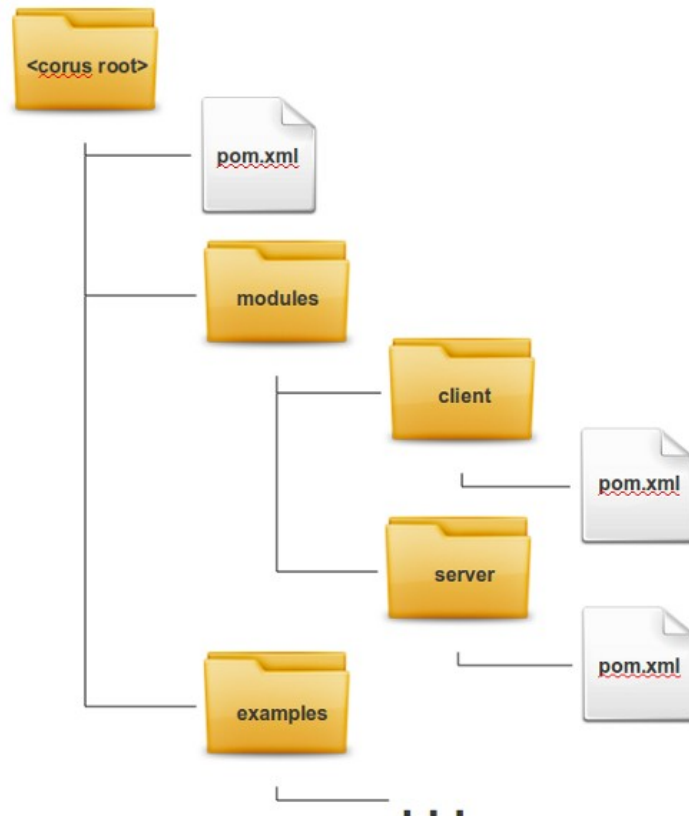 <corus root>
pom.xml
modules
client
pom.xml
server
pom.xml
examples
...